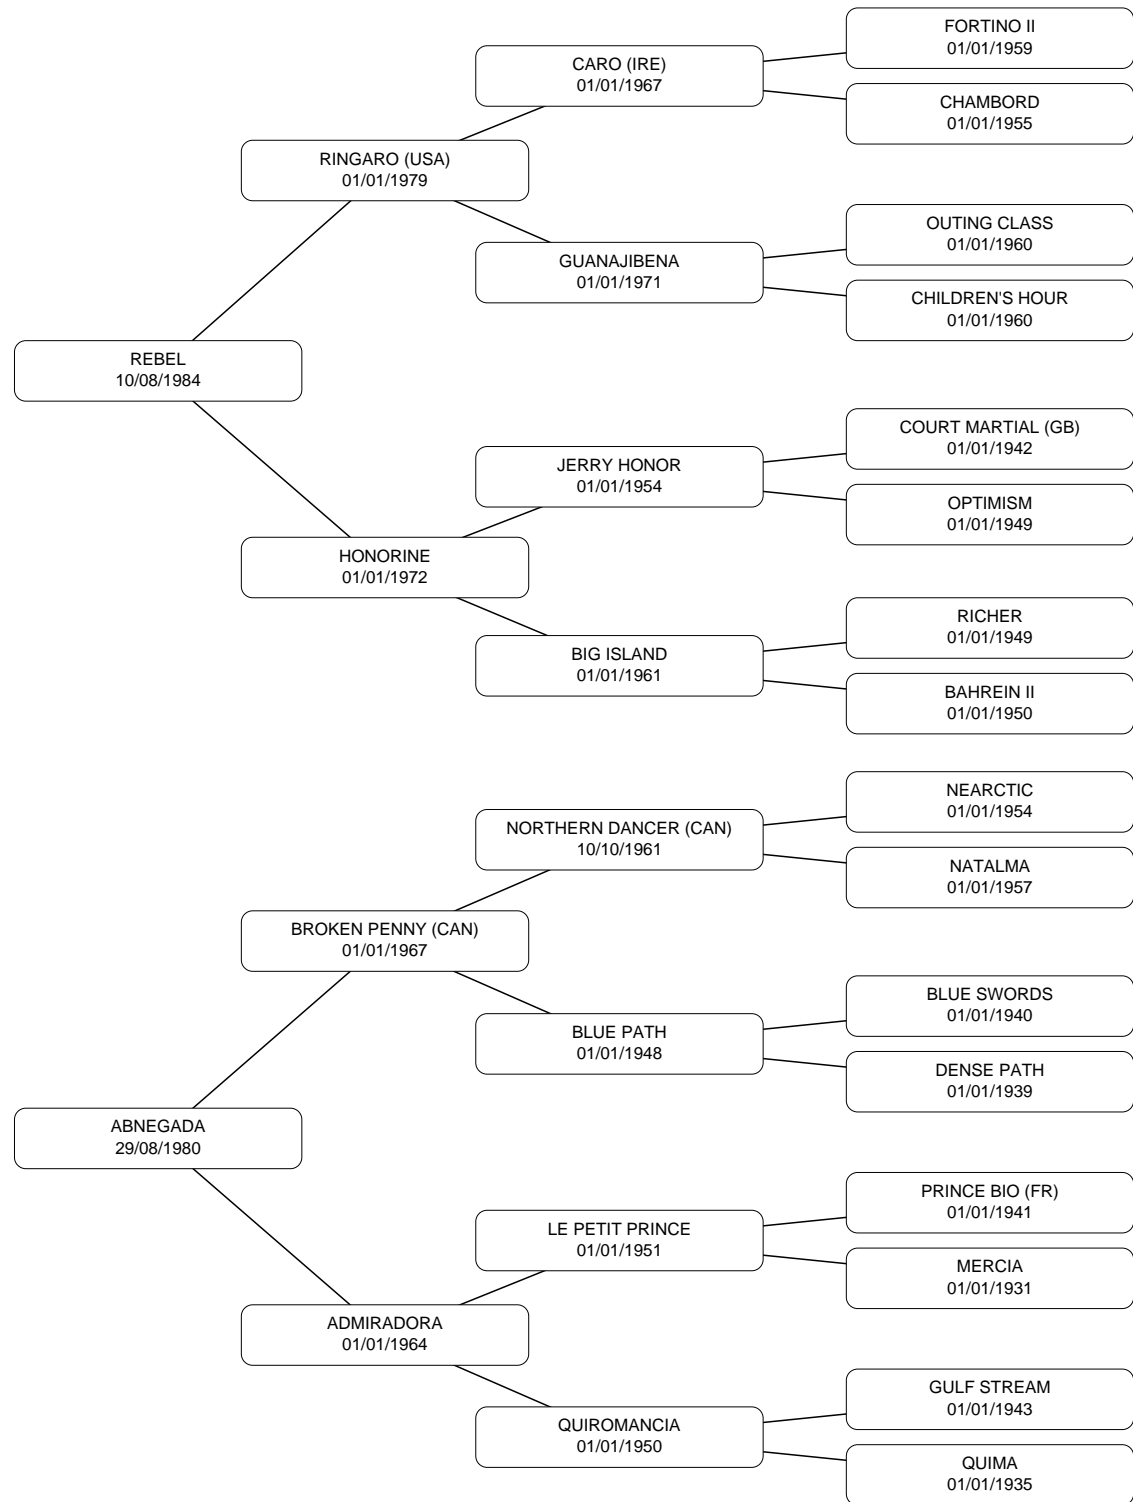 FORTINO II
01/01/1959
CARO (IRE)
01/01/1967
CHAMBORD
01/01/1955
RINGARO (USA)
01/01/1979
OUTING CLASS
01/01/1960
GUANAJIBENA
01/01/1971
CHILDREN'S HOUR
01/01/1960
REBEL
10/08/1984
COURT MARTIAL (GB)
01/01/1942
JERRY HONOR
01/01/1954
OPTIMISM
01/01/1949
HONORINE
01/01/1972
RICHER
01/01/1949
BIG ISLAND
01/01/1961
BAHREIN II
01/01/1950
NEARCTIC
01/01/1954
NORTHERN DANCER (CAN)
10/10/1961
NATALMA
01/01/1957
BROKEN PENNY (CAN)
01/01/1967
BLUE SWORDS
01/01/1940
BLUE PATH
01/01/1948
DENSE PATH
01/01/1939
ABNEGADA
29/08/1980
PRINCE BIO (FR)
01/01/1941
LE PETIT PRINCE
01/01/1951
MERCIA
01/01/1931
ADMIRADORA
01/01/1964
GULF STREAM
01/01/1943
QUIROMANCIA
01/01/1950
QUIMA
01/01/1935